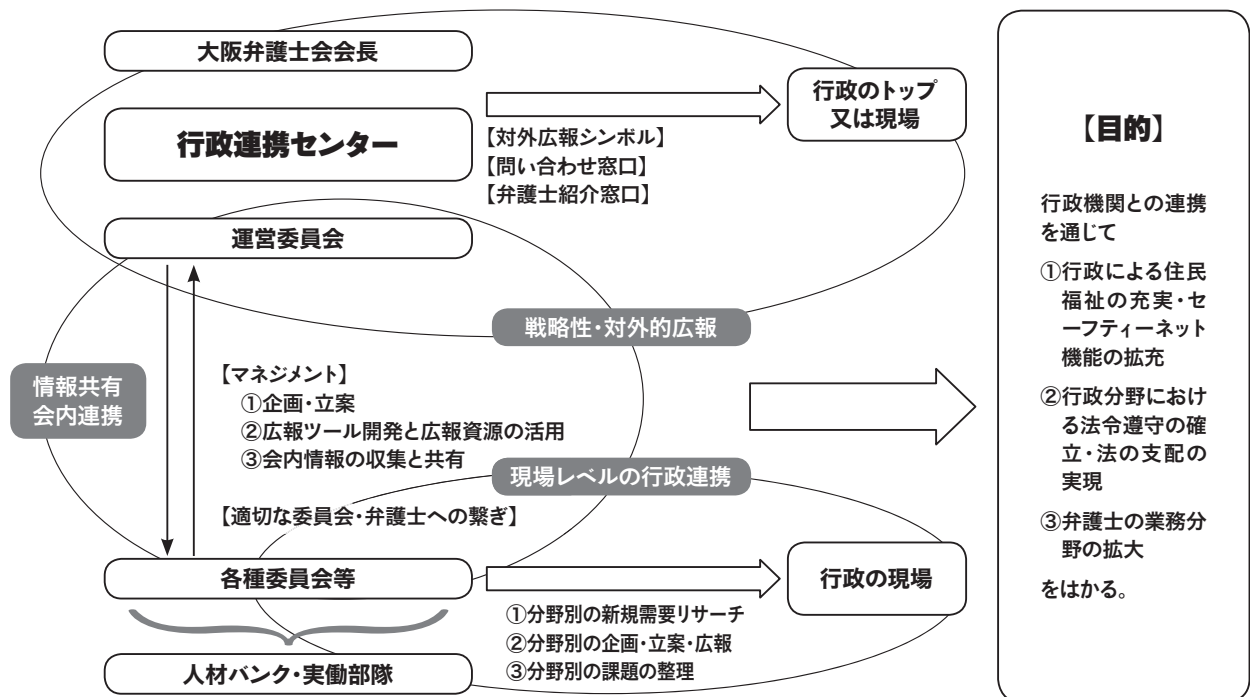 大阪弁護士会会長
行政連携センター
行政のトップ
又は現場
【対外広報シンボル】
【問い合わせ窓口】
【弁護士紹介窓口】
運営委員会
戦略性・対外的広報
情報共有
会内連携
【マネジメント】
①企画・立案
②広報ツール開発と広報資源の活用
③会内情報の収集と共有
現場レベルの行政連携
【適切な委員会・弁護士への繋ぎ】
各種委員会等
行政の現場
①分野別の新規需要リサーチ
②分野別の企画・立案・広報
③分野別の課題の整理
人材バンク・実働部隊
【目的】
行政機関との連携
を通じて
①行政による住民
福祉の充実・セ
ーフティーネット
機能の拡充
②行政分野におけ
る法令遵守の確
立・法の支配の
実現
③弁護士の業務分
野の拡大
をはかる。